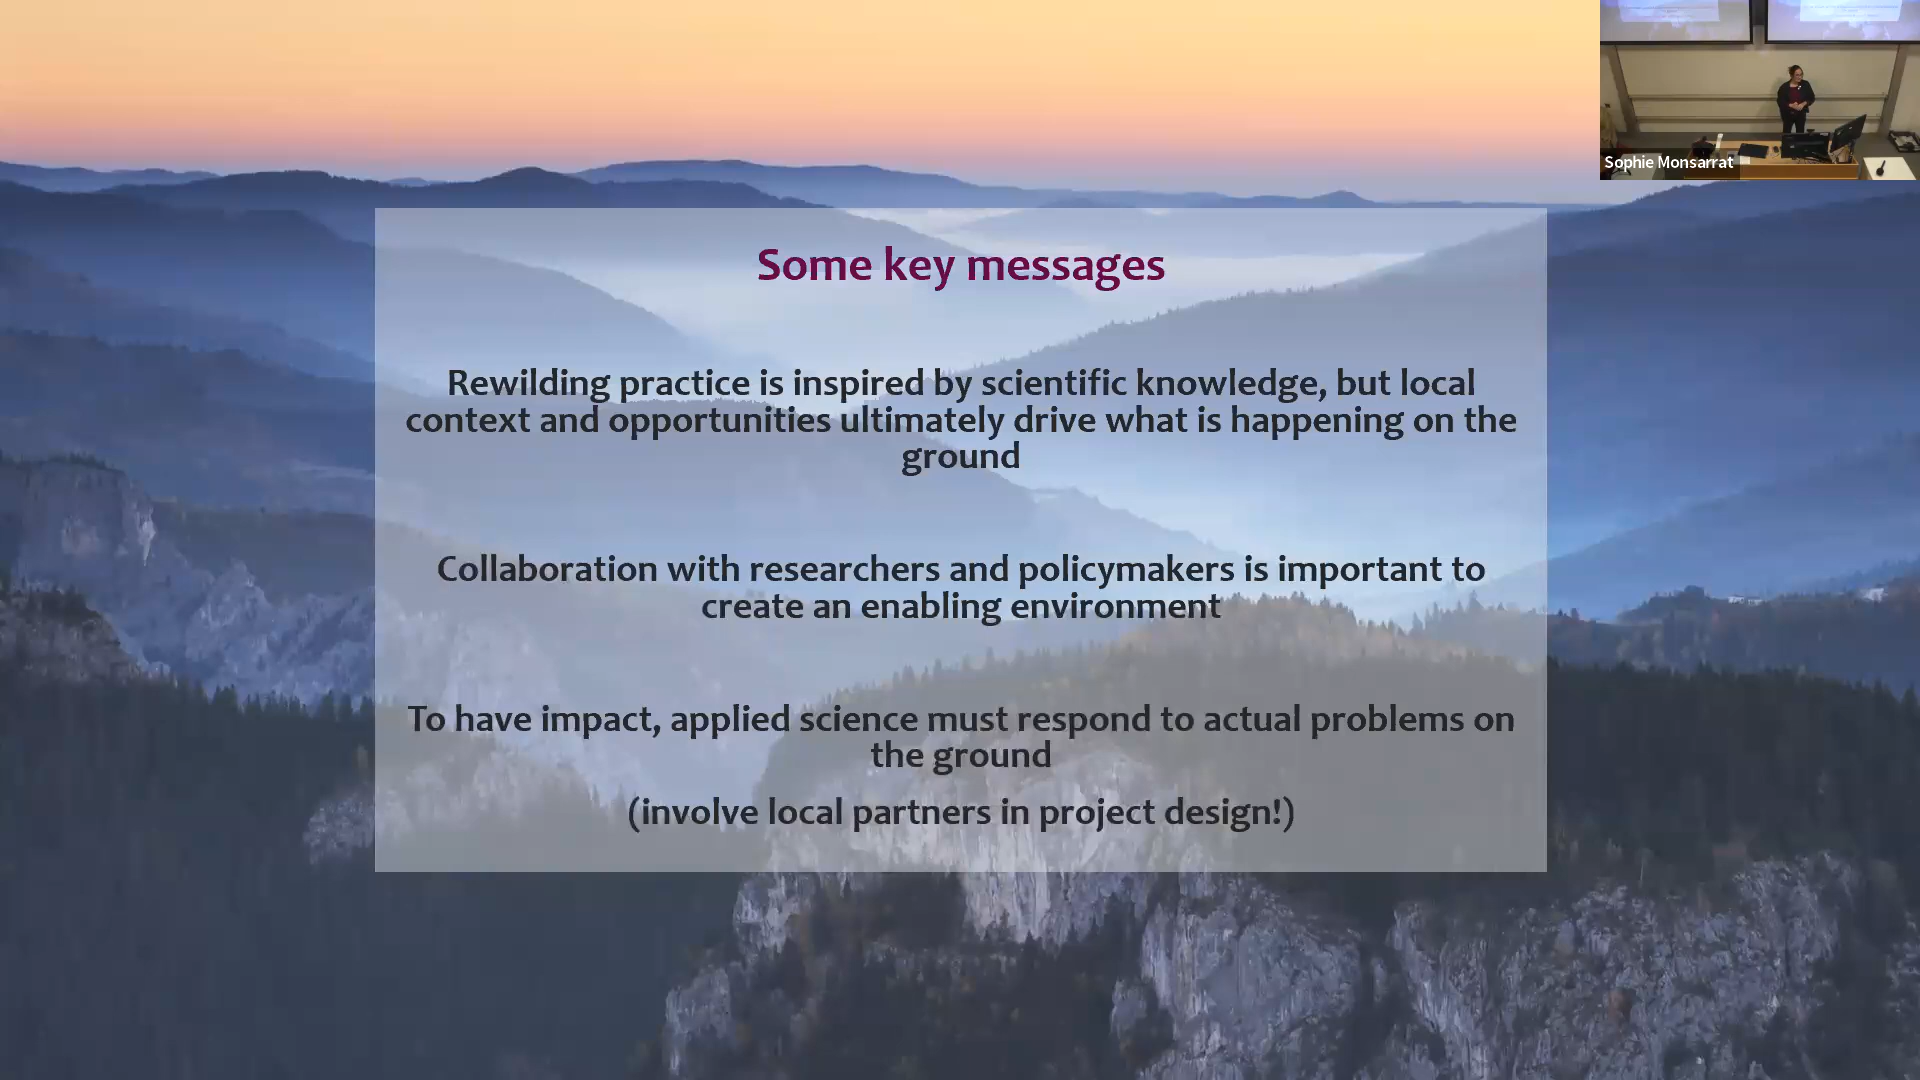 Sophie Monsarrat
Some key messages
Rewilding practice is inspired by scientific knowledge, but local
context and opportunities ultimately drive what is happening on the
ground
Collaboration with researchers and policymakers is important to
create an enabling environment
To have impact, applied science must respond to actual problems on
the ground
(involve local partners in project design!)